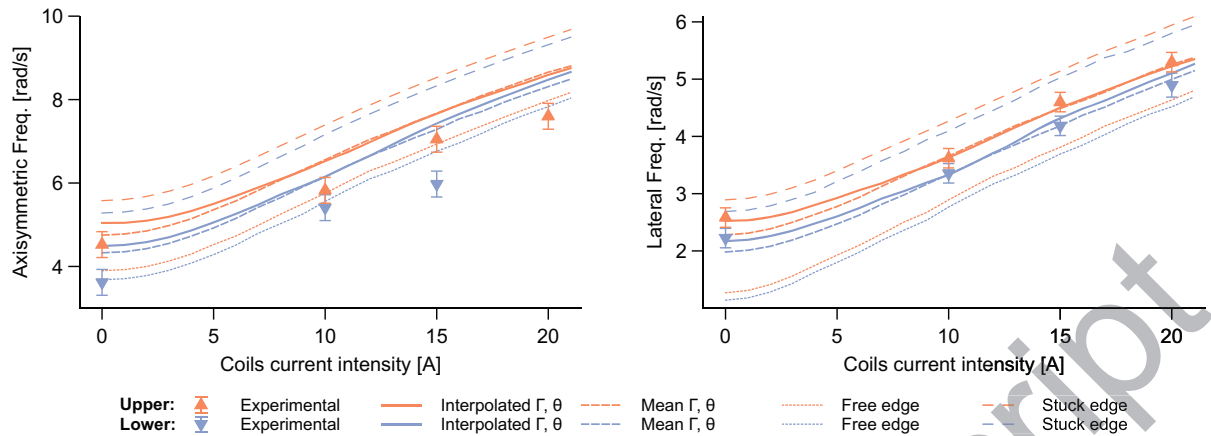 10
8
6
4
Axisymmetric Freq. [rad/s]
0 5 10 15 20
Coils current intensity [A]
6
5
4
3
2
Lateral Freq. [rad/s]
0 5 10 15 20
Coils current intensity [A]
Upper: Experimental Interpolated Γ, θ Mean Γ, θ Free edge Stuck edge
Lower: Experimental Interpolated Γ, θ Mean Γ, θ Free edge Stuck edge
ript